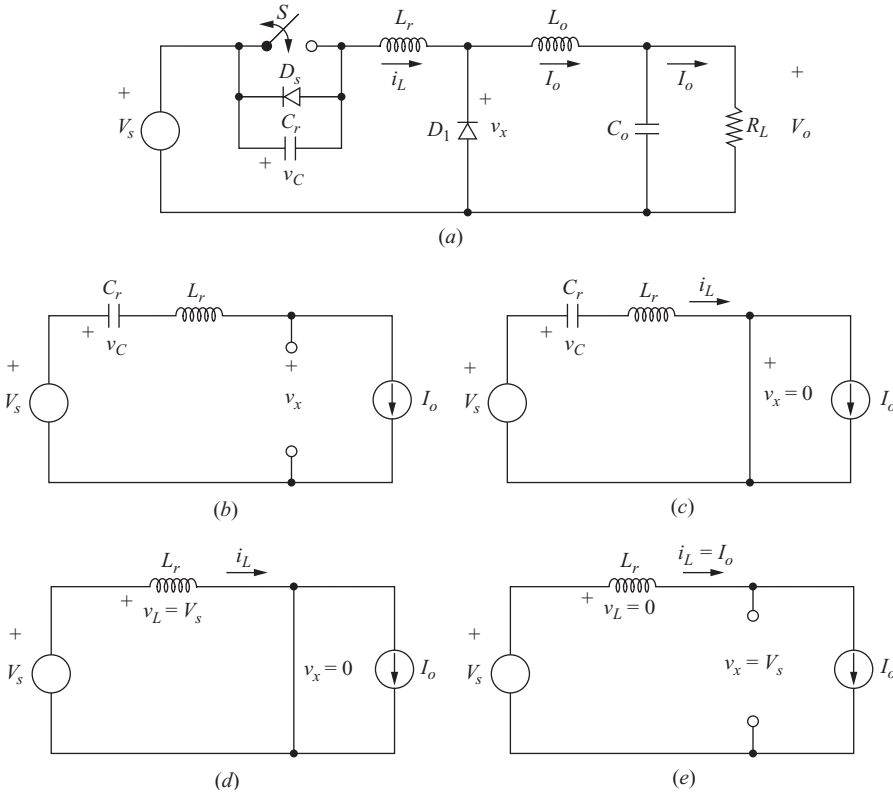 S
L_r
L_o
i_L
I_o
I_o
+
D_s
+
+
V_s
C_r
D_1
v_x
C_o
R_L
V_o
+
v_C
(a)
C_r
L_r
+
v_C
+
+
V_s
v_x
I_o
(b)
C_r
L_r
i_L
+
v_C
+
+
V_s
v_x = 0
I_o
(c)
L_r
i_L
+
v_L = V_s
+
V_s
v_x = 0
I_o
(d)
L_r
i_L = I_o
+
v_L = 0
+
V_s
v_x = V_s
I_o
(e)